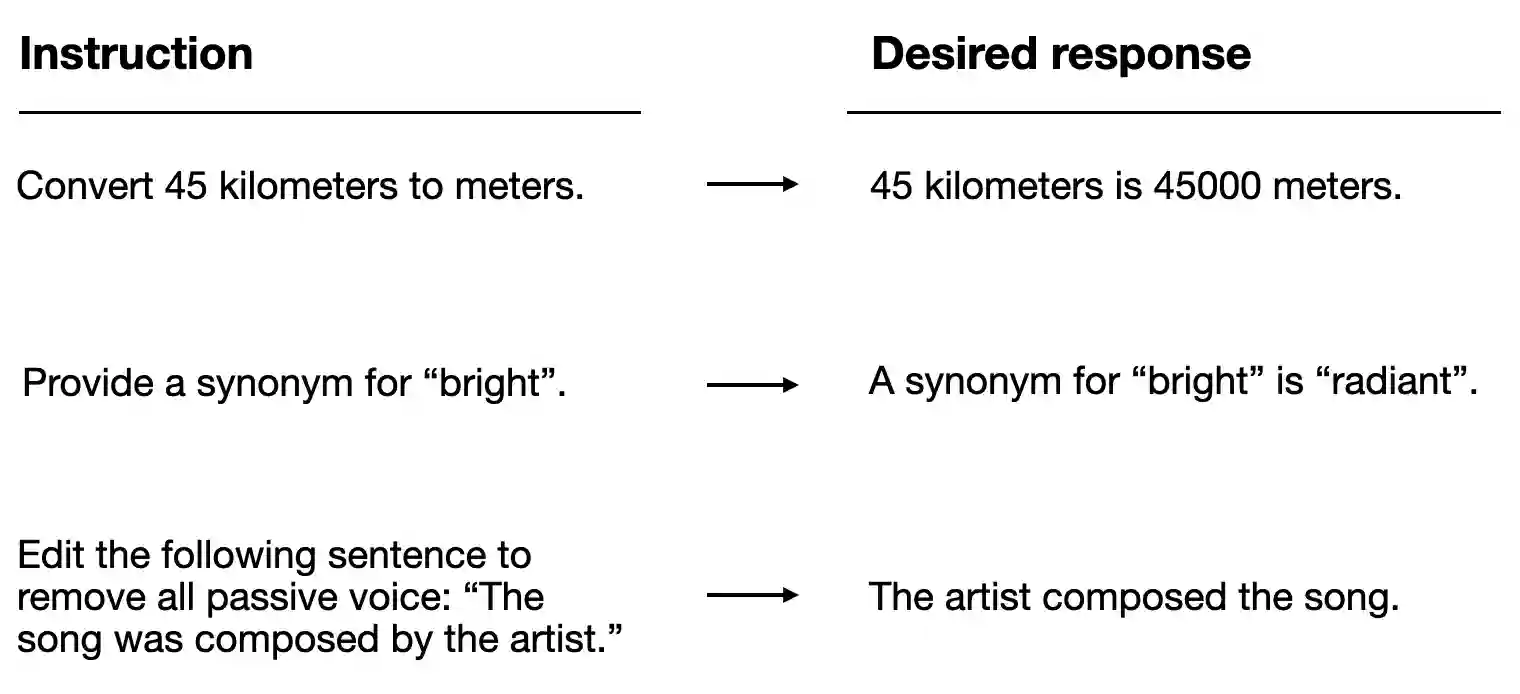 Instruction
Desired response
Convert 45 kilometers to meters.
45 kilometers is 45000 meters.
Provide a synonym for “bright”.
A synonym for “bright” is “radiant”.
Edit the following sentence to
remove all passive voice: “The
song was composed by the artist.”
The artist composed the song.